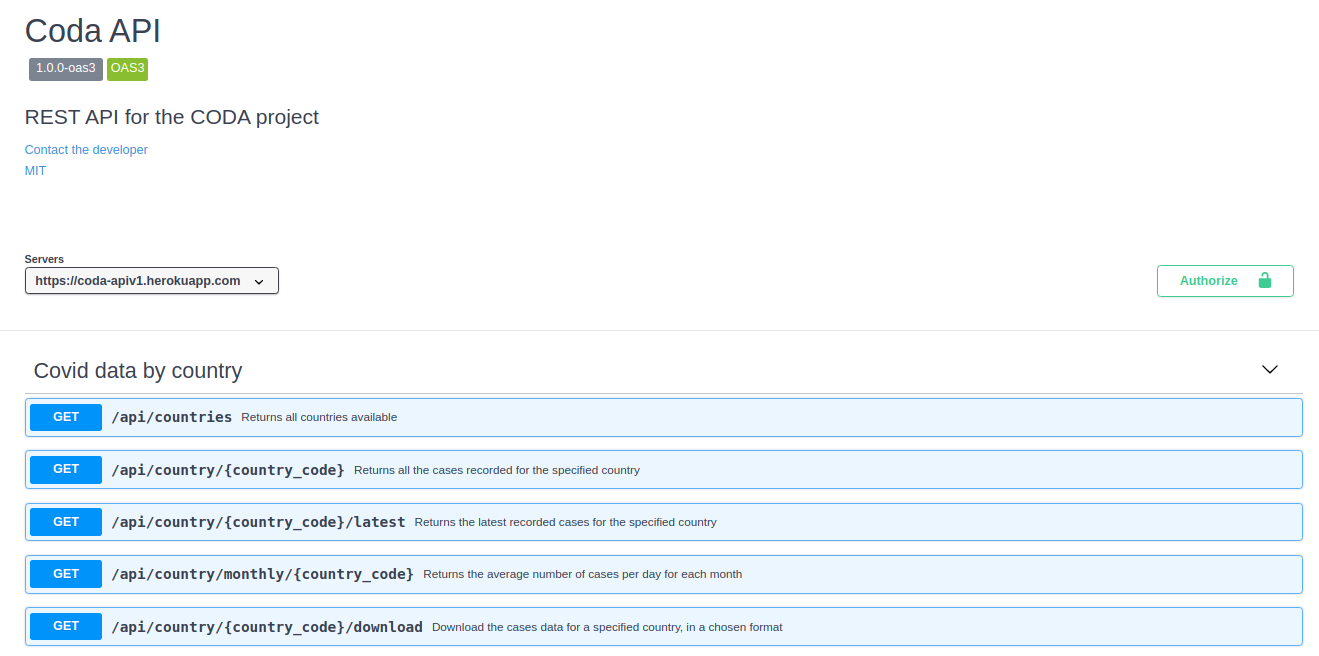 Coda API
1.0.0-oas3 OAS3
REST API for the CODA project
Contact the developer
MIT
Servers
https://coda-apiv1.herokuapp.com
Authorize
Covid data by country
GET /api/countries Returns all countries available
GET /api/country/{country_code} Returns all the cases recorded for the specified country
GET /api/country/{country_code}/latest Returns the latest recorded cases for the specified country
GET /api/country/monthly/{country_code} Returns the average number of cases per day for each month
GET /api/country/{country_code}/download Download the cases data for a specified country, in a chosen format